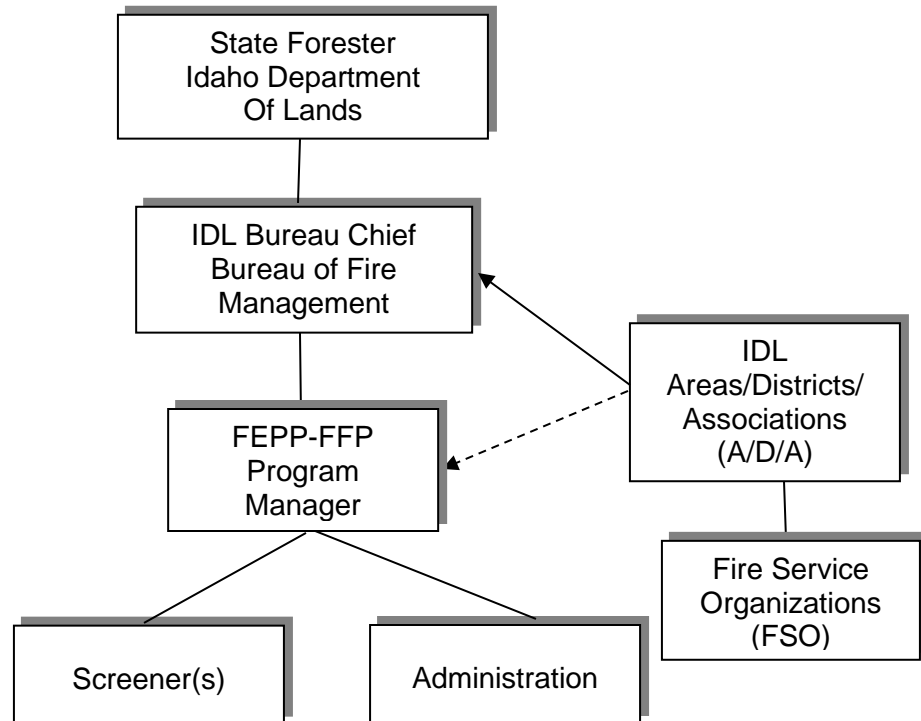 State Forester
Idaho Department
Of Lands
IDL Bureau Chief
Bureau of Fire
Management
IDL
Areas/Districts/
Associations
(A/D/A)
FEPP-FFP
Program
Manager
Fire Service
Organizations
(FSO)
Screener(s)
Administration